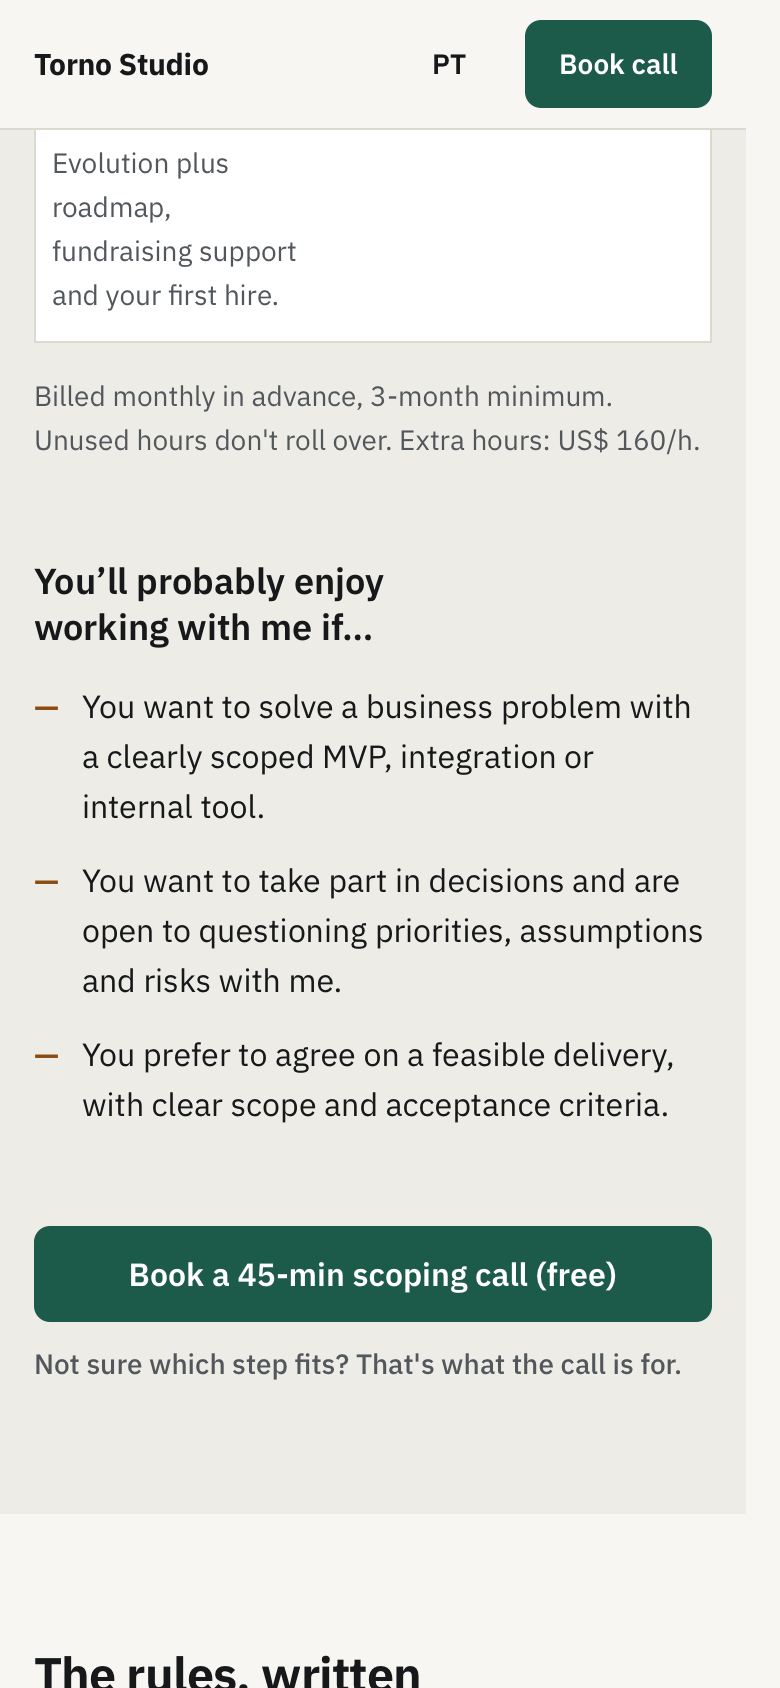 Torno Studio
PT
Book call
Evolution plus
roadmap,
fundraising support
and your first hire.
Billed monthly in advance, 3-month minimum.
Unused hours don't roll over. Extra hours: US$ 160/h.
You’ll probably enjoy
working with me if...
— You want to solve a business problem with
a clearly scoped MVP, integration or
internal tool.
— You want to take part in decisions and are
open to questioning priorities, assumptions
and risks with me.
— You prefer to agree on a feasible delivery,
with clear scope and acceptance criteria.
Book a 45-min scoping call (free)
Not sure which step fits? That's what the call is for.
The rules, written